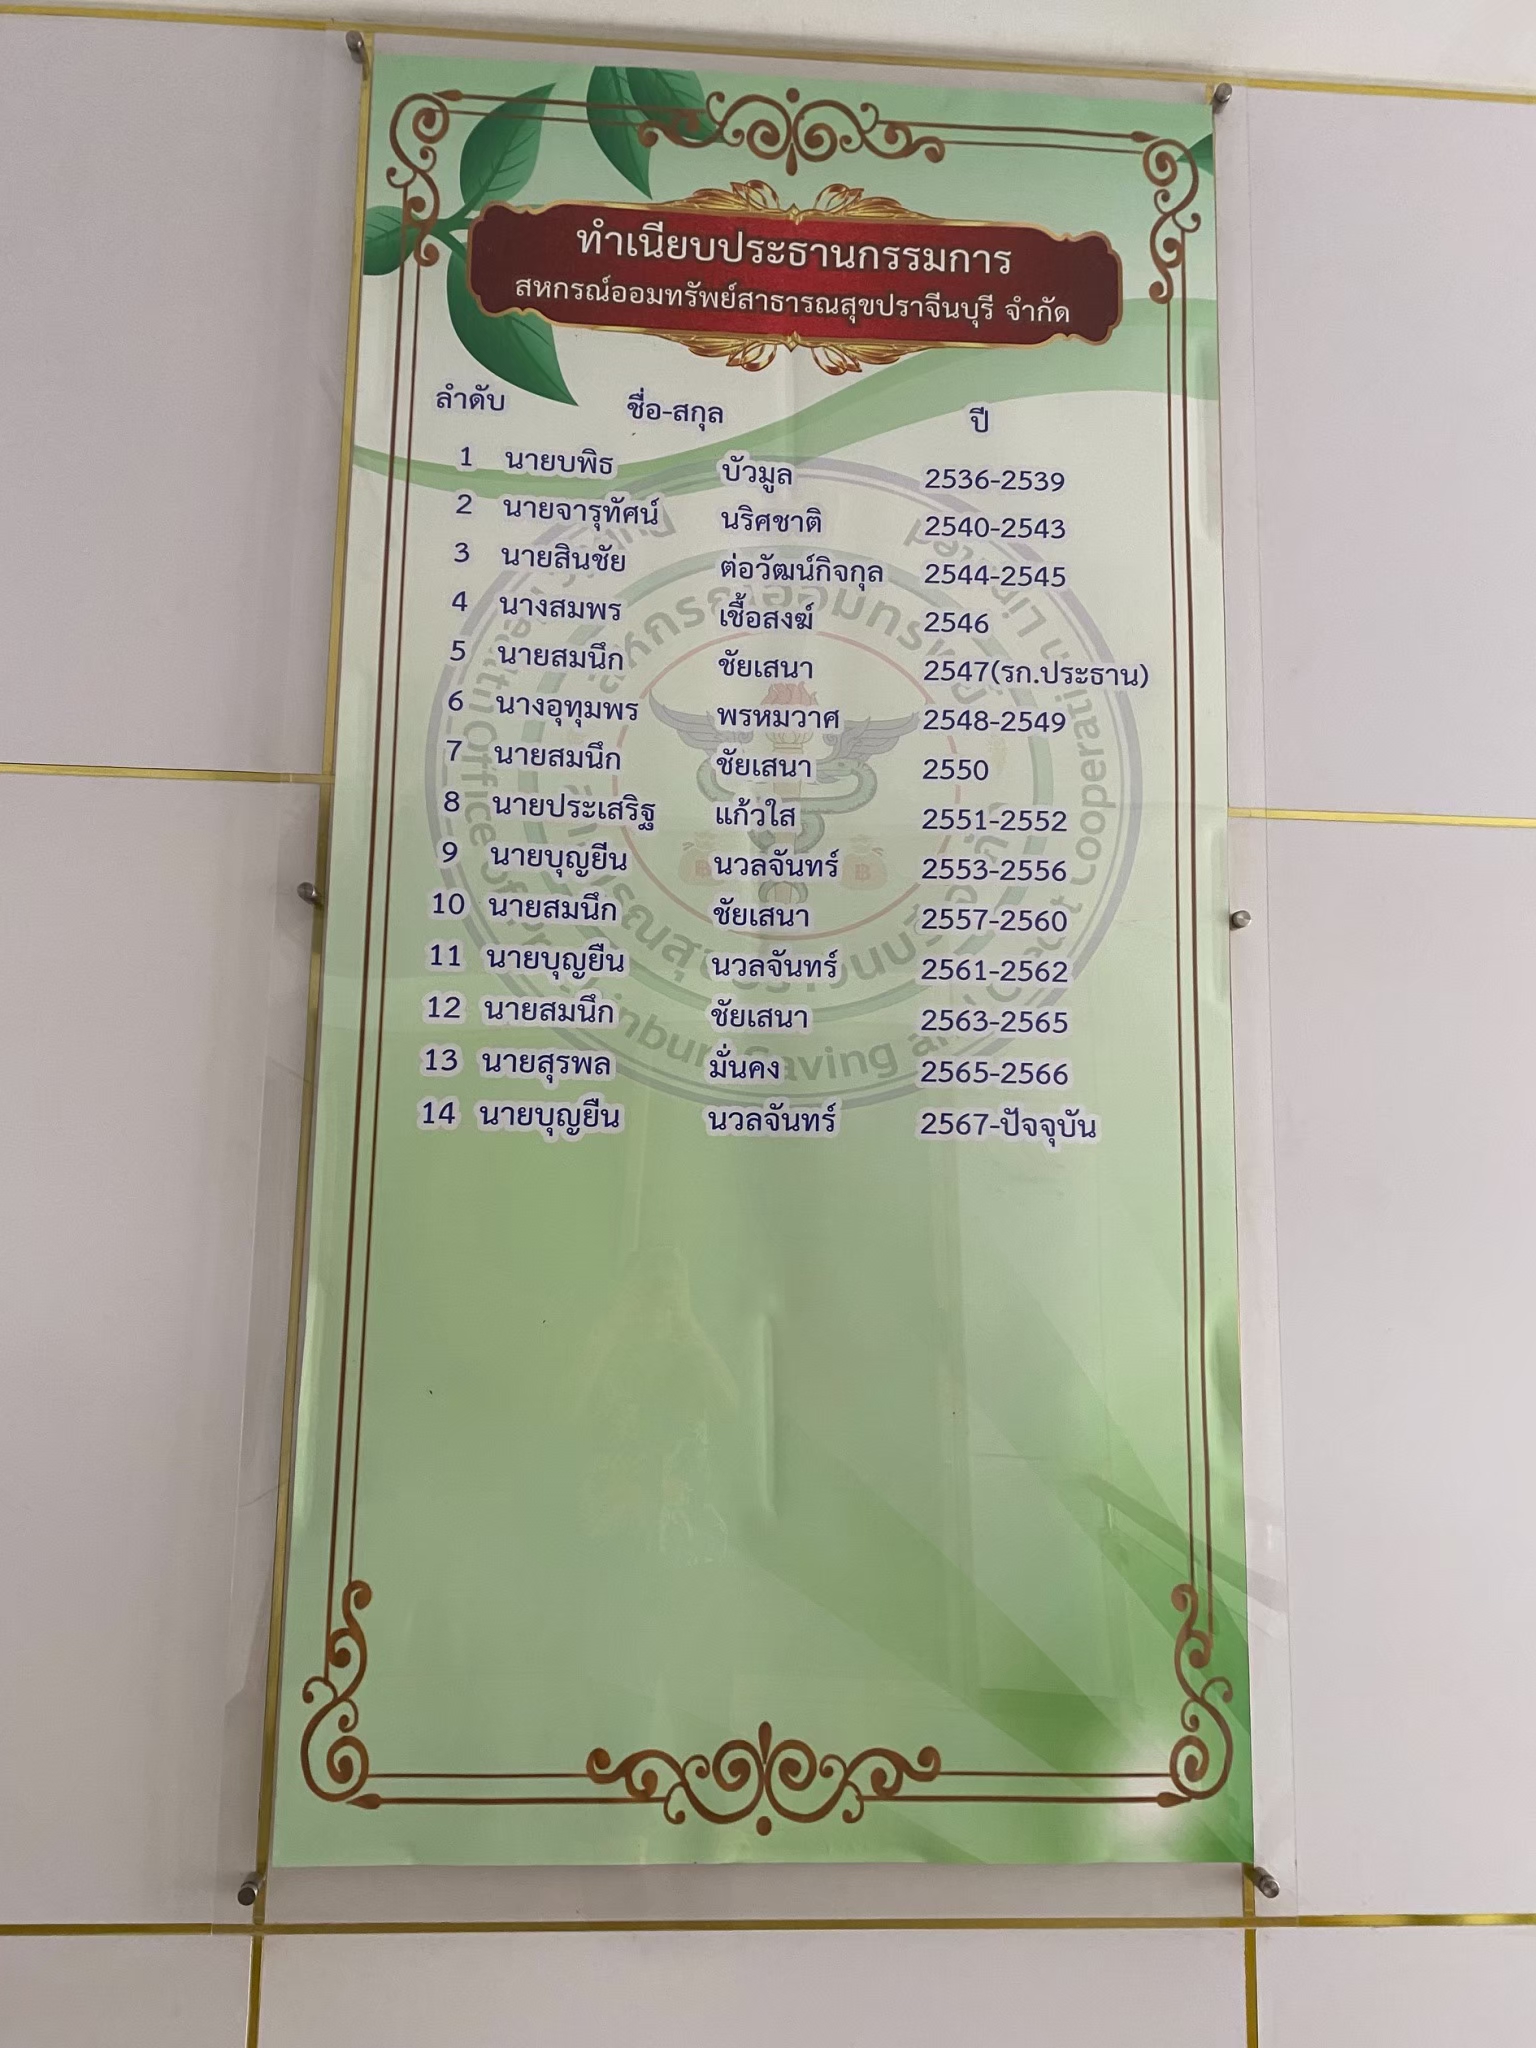 ทำเนียบประธานกรรมการ
สหกรณ์ออมทรัพย์สาธารณสุขปราจีนบุรี จำกัด
ลำดับ ชื่อ-สกุล ปี
1 นายบพิธ บัวมูล 2536-2539
2 นายจารุทัศน์ นริศชาติ 2540-2543
3 นายสินชัย ต่อวัฒน์กิจกุล 2544-2545
4 นางสมพร เชื้อสงฆ์ 2546
5 นายสมนึก ชัยเสนา 2547(รก.ประธาน)
6 นางอุทุมพร พรหมวาศ 2548-2549
7 นายสมนึก ชัยเสนา 2550
8 นายประเสริฐ แก้วใส 2551-2552
9 นายบุญยืน นวลจันทร์ 2553-2556
10 นายสมนึก ชัยเสนา 2557-2560
11 นายบุญยืน นวลจันทร์ 2561-2562
12 นายสมนึก ชัยเสนา 2563-2565
13 นายสุรพล มั่นคง 2565-2566
14 นายบุญยืน นวลจันทร์ 2567-ปัจจุบัน